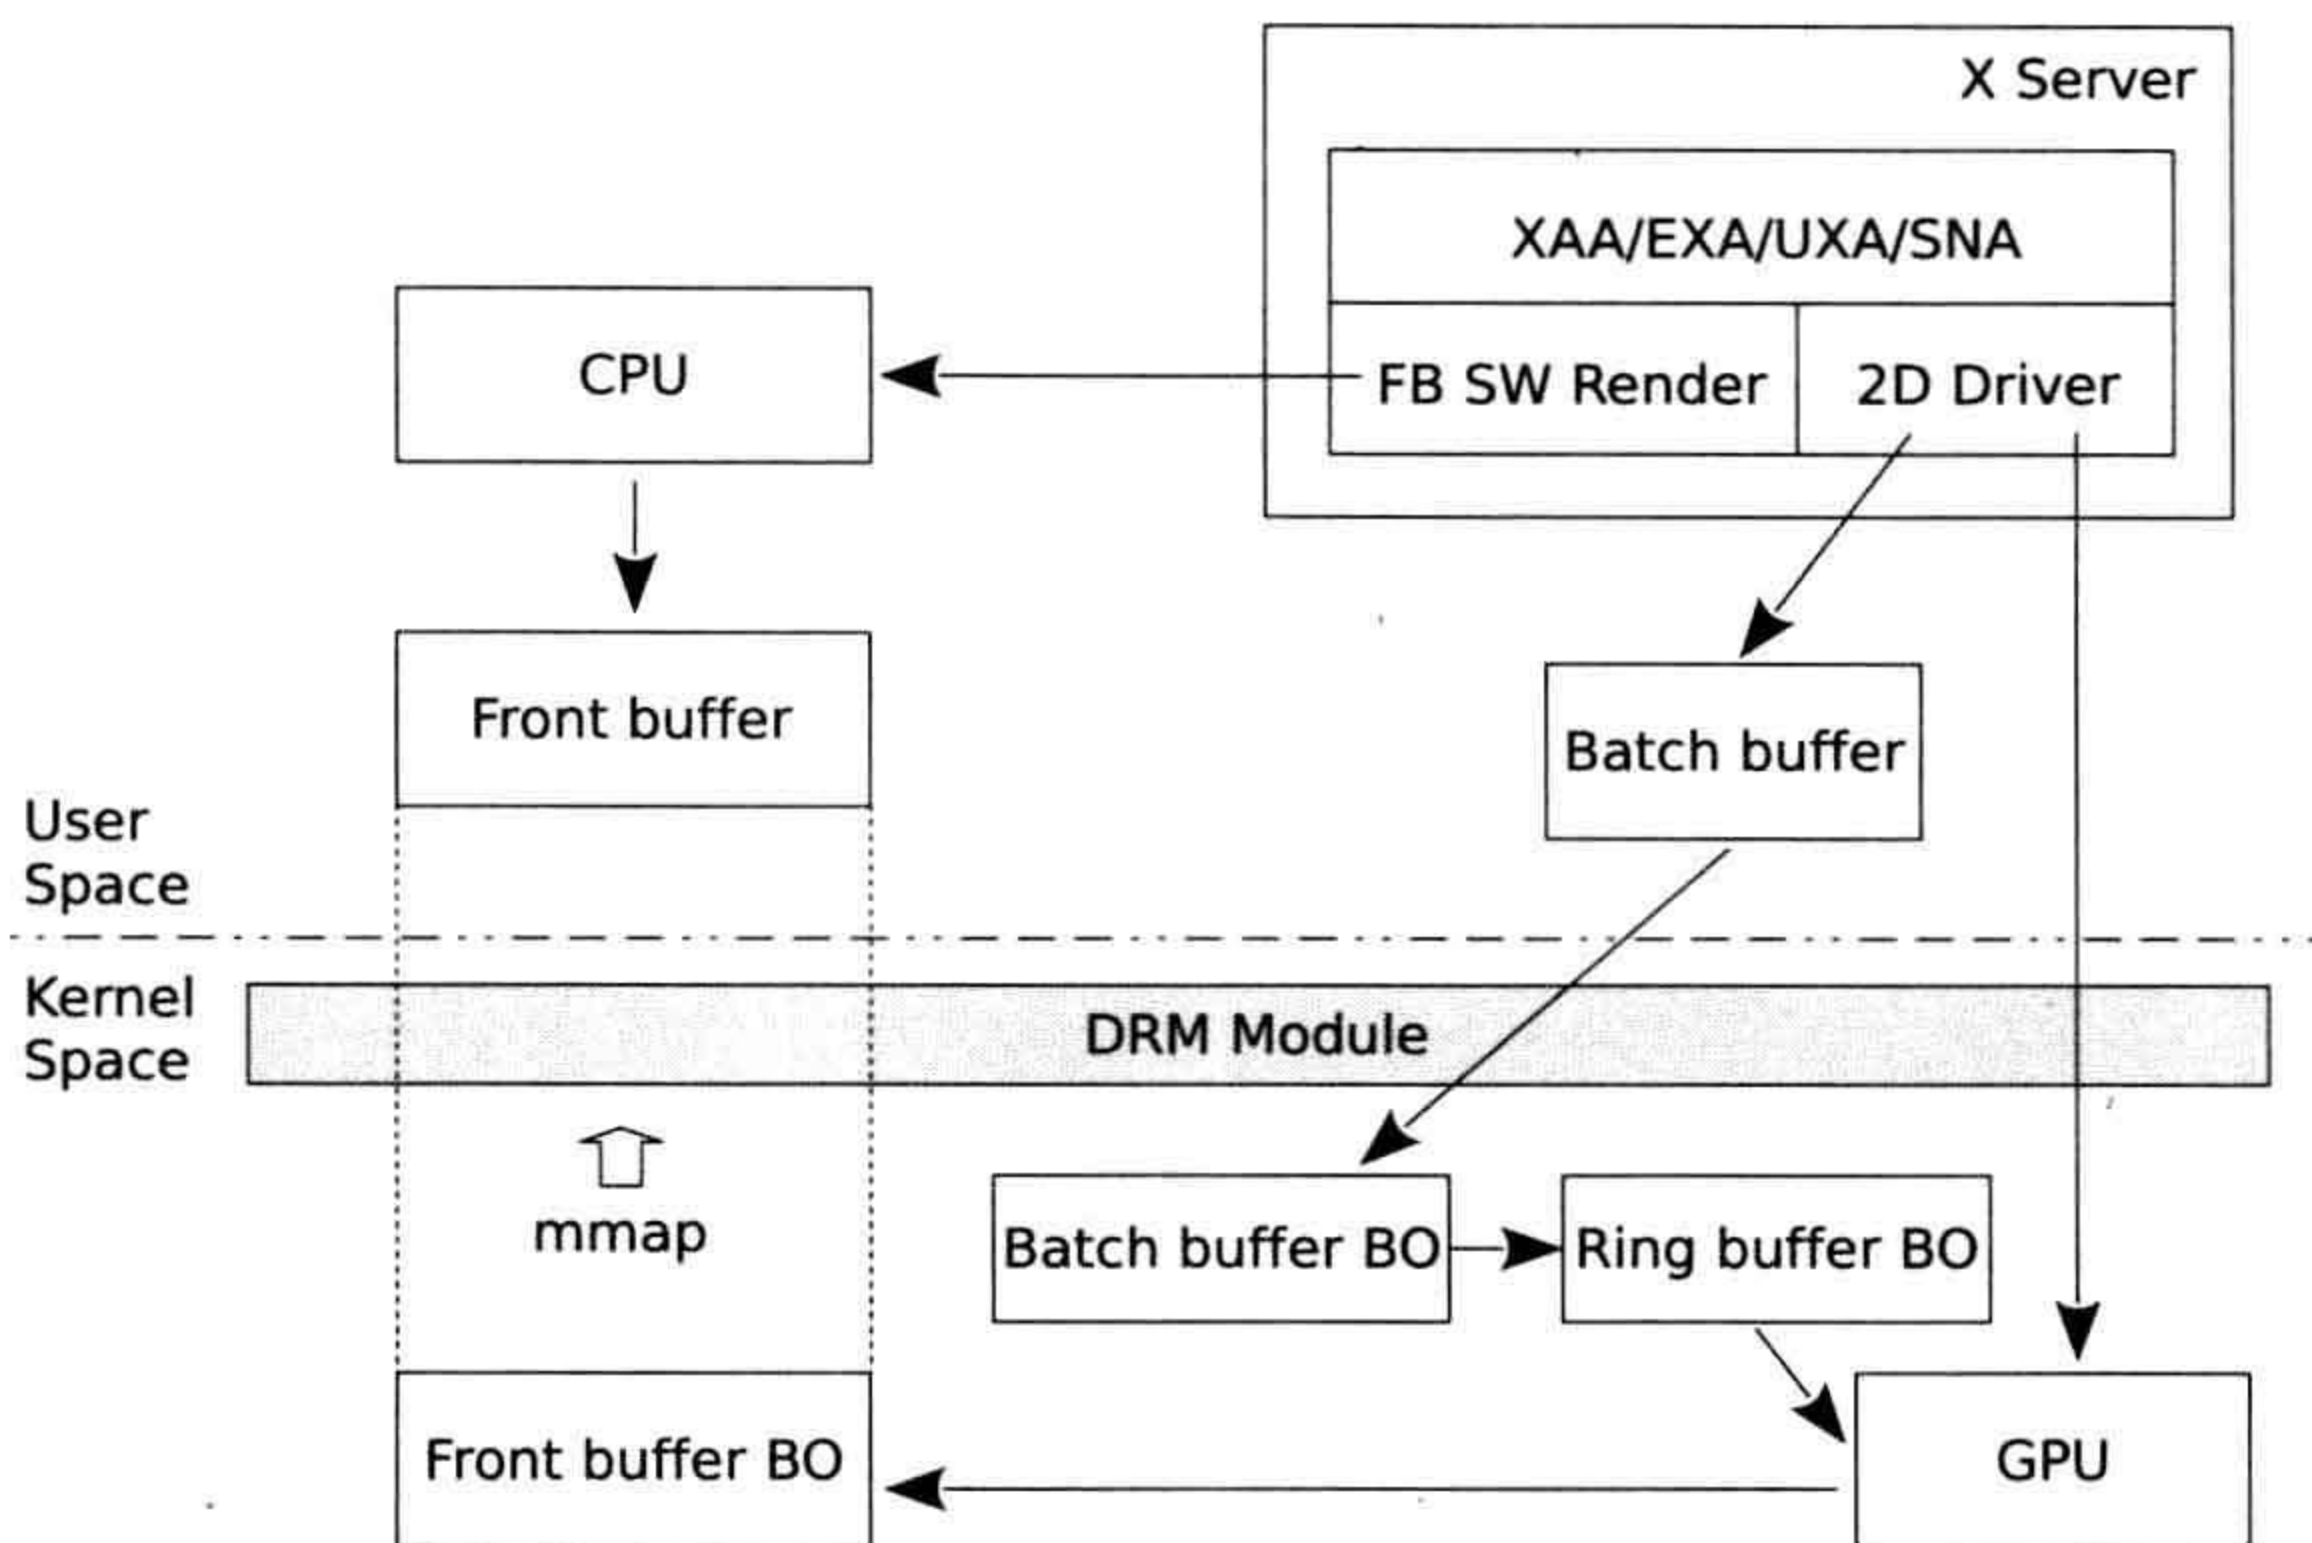 X Server
XAA/EXA/UXA/SNA
CPU
FB SW Render
2D Driver
Front buffer
Batch buffer
User
Space
Kernel
Space
DRM Module
mmap
Batch buffer BO
Ring buffer BO
Front buffer BO
GPU